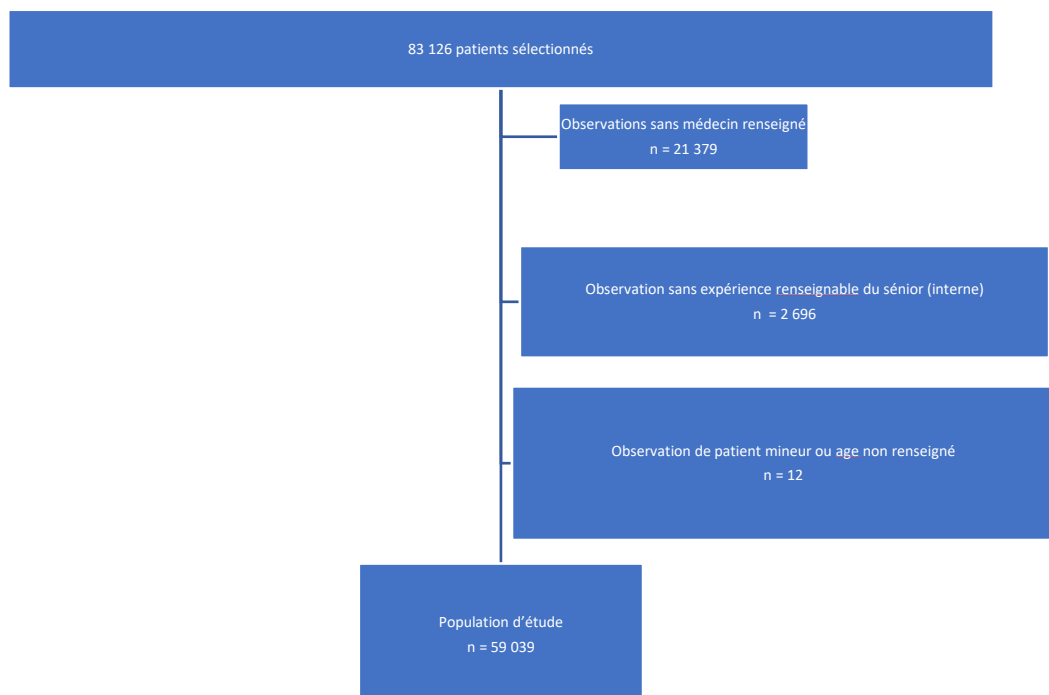 83 126 patients sélectionnés
Observations sans médecin renseigné
n = 21 379
Observation sans expérience renseignable du sénior (interne)
n  = 2 696
Observation de patient mineur ou age non renseigné
n = 12
Population d’étude
n = 59 039